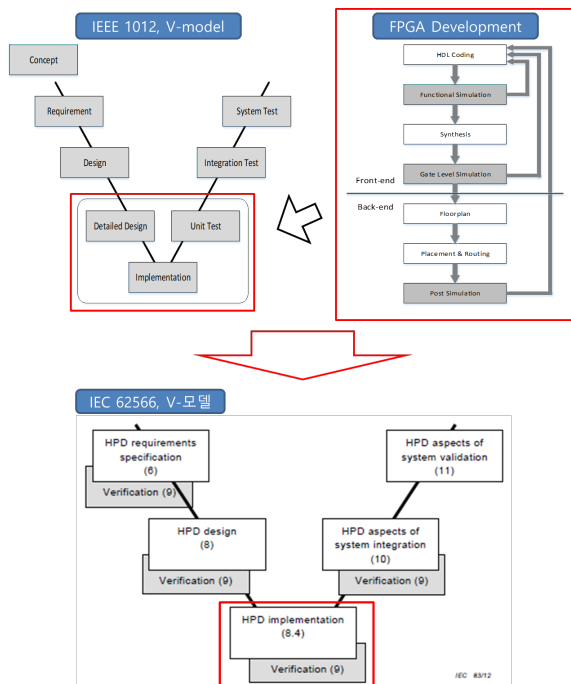 IEEE 1012, V-model
Concept
Requirement
System Test
Design
Integration Test
Detailed Design
Unit Test
Implementation
FPGA Development
HDL Coding
Functional Simulation
Synthesis
Gate Level Simulation
Front-end
Back-end
Floorplan
Placement & Routing
Post Simulation
IEC 62566, V-모델
HPD requirements
specification
(6)
Verification (9)
HPD aspects of
system validation
(11)
HPD design
(8)
Verification (9)
HPD aspects of
system integration
(10)
Verification (9)
HPD implementation
(8.4)
Verification (9)
IEC 83/12